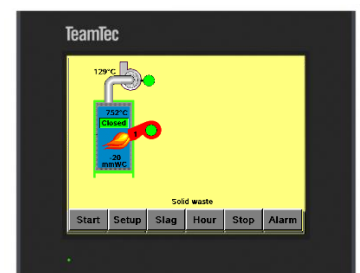 TeamTec
129°C
752°C
Closed
1
-20
mmWC
Solid waste
Start Setup Slag Hour Stop Alarm